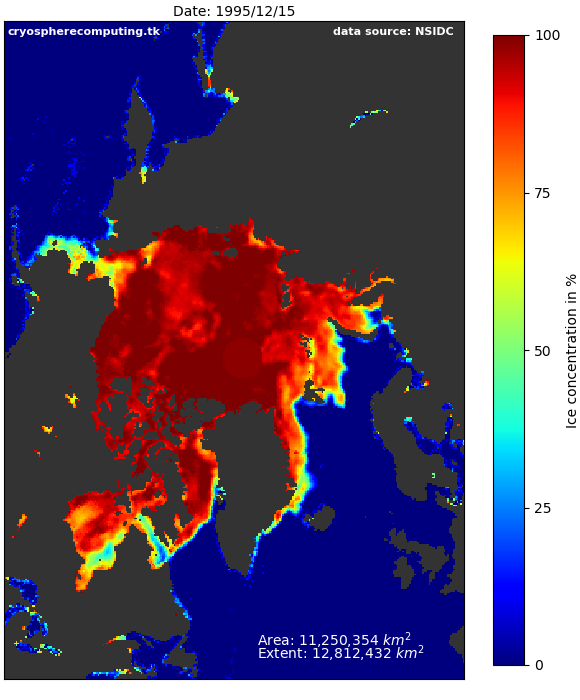 Date: 1995/12/15
cryospherecomputing.tk
data source: NSIDC
100
75
50
25
0
Ice concentration in %
Area: 11,250,354 km²
Extent: 12,812,432 km²